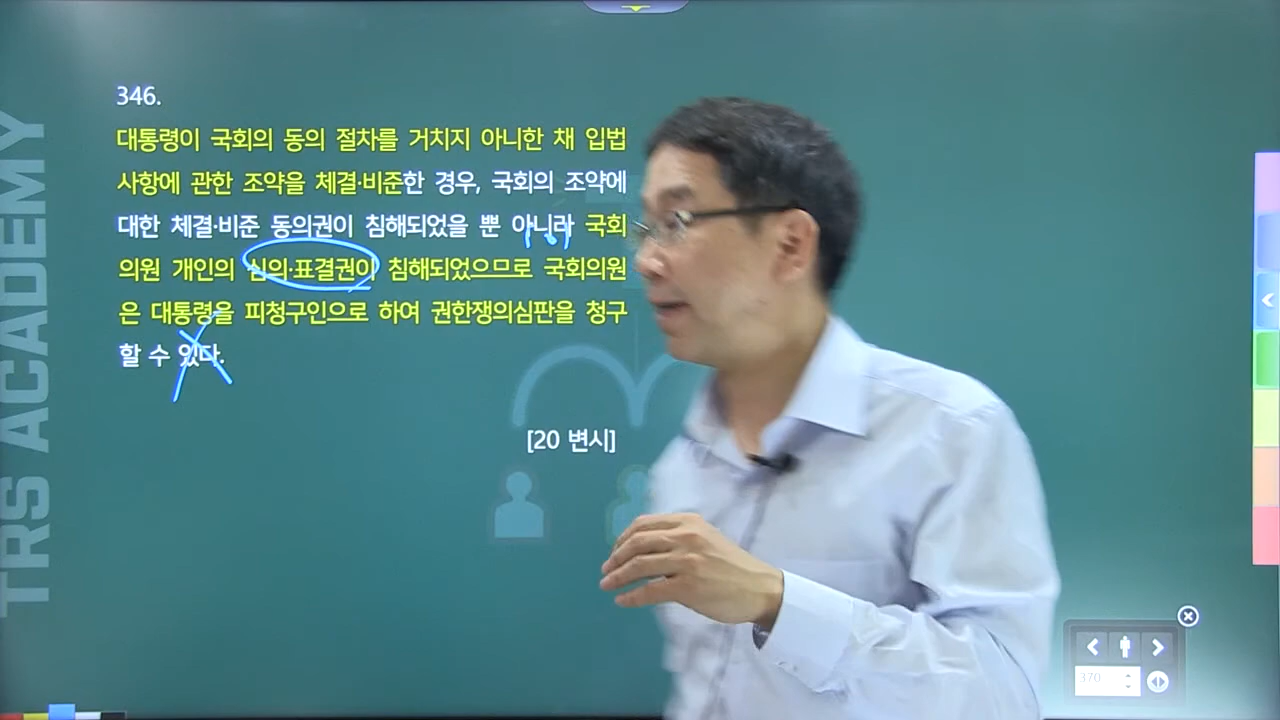 346.
대통령이 국회의 동의 절차를 거치지 아니한 채 입법
사항에 관한 조약을 체결·비준한 경우, 국회의 조약에
대한 체결·비준 동의권이 침해되었을 뿐 아니라 국회
의원 개인의 심의·표결권이 침해되었으므로 국회의원
은 대통령을 피청구인으로 하여 권한쟁의심판을 청구
할 수 있다.
[20 변시]
TRS ACADEMY
370